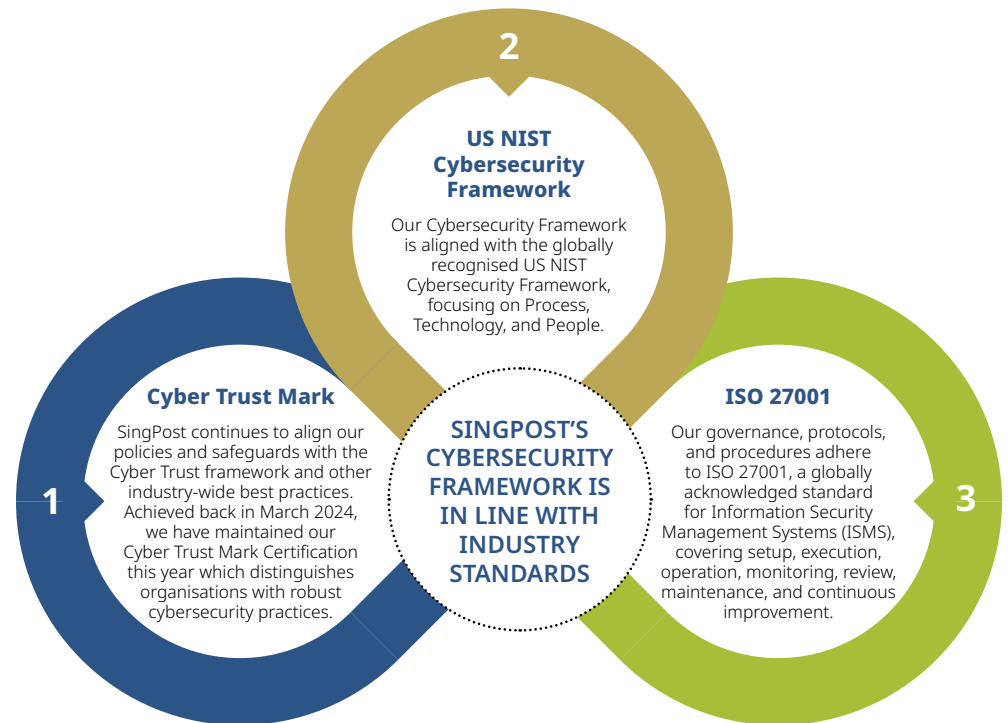 2
US NIST
Cybersecurity
Framework
Our Cybersecurity Framework
is aligned with the globally
recognised US NIST
Cybersecurity Framework,
focusing on Process,
Technology, and People.
1
Cyber Trust Mark
SingPost continues to align our
policies and safeguards with the
Cyber Trust framework and other
industry-wide best practices.
Achieved back in March 2024,
we have maintained our
Cyber Trust Mark Certification
this year which distinguishes
organisations with robust
cybersecurity practices.
SINGPOST'S
CYBERSECURITY
FRAMEWORK IS
IN LINE WITH
INDUSTRY
STANDARDS
3
ISO 27001
Our governance, protocols,
and procedures adhere
to ISO 27001, a globally
acknowledged standard
for Information Security
Management Systems (ISMS),
covering setup, execution,
operation, monitoring, review,
maintenance, and continuous
improvement.